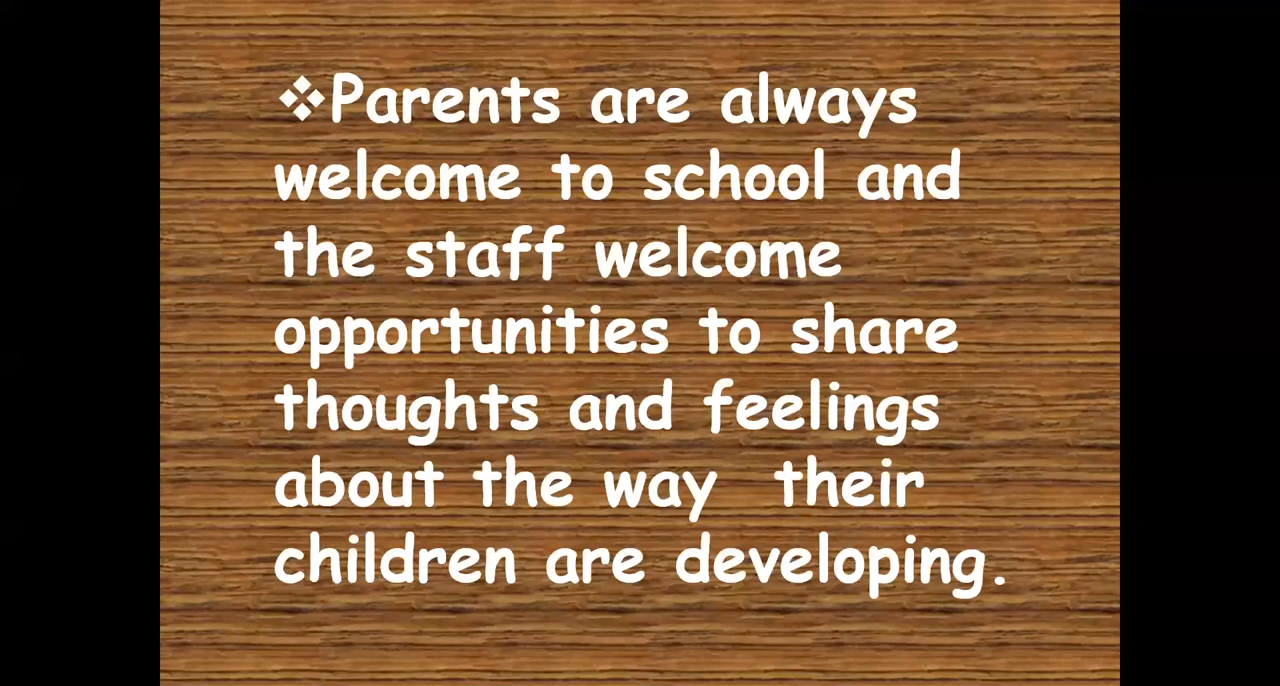 ❖Parents are always
welcome to school and
the staff welcome
opportunities to share
thoughts and feelings
about the way  their
children are developing.